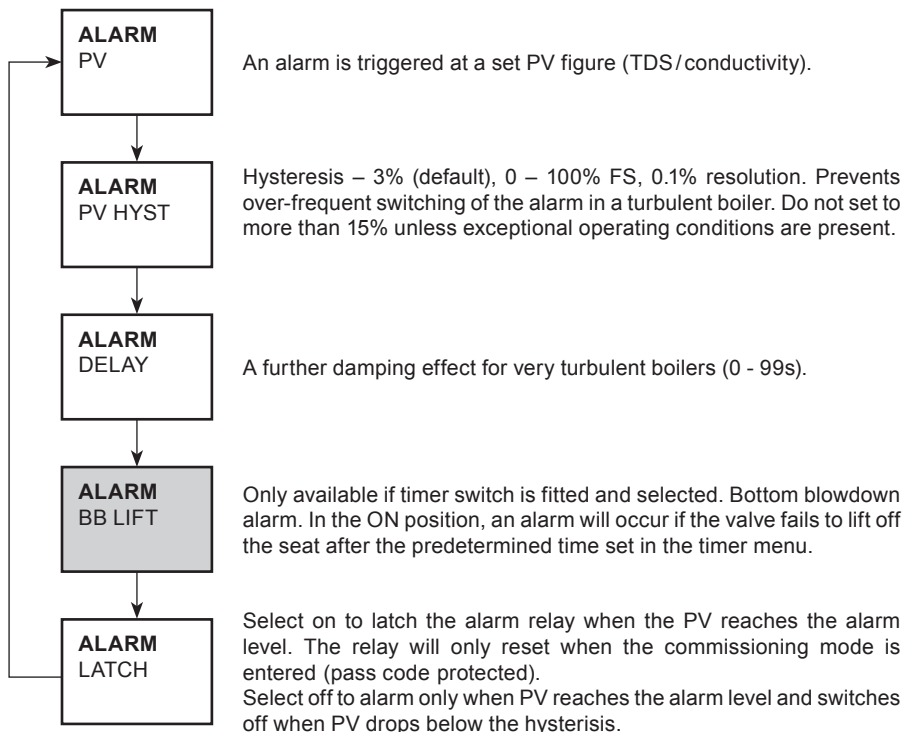 ALARM
PV
An alarm is triggered at a set PV figure (TDS/conductivity).
ALARM
PV HYST
Hysteresis – 3% (default), 0 – 100% FS, 0.1% resolution. Prevents
over-frequent switching of the alarm in a turbulent boiler. Do not set to
more than 15% unless exceptional operating conditions are present.
ALARM
DELAY
A further damping effect for very turbulent boilers (0 - 99s).
ALARM
BB LIFT
Only available if timer switch is fitted and selected. Bottom blowdown
alarm. In the ON position, an alarm will occur if the valve fails to lift off
the seat after the predetermined time set in the timer menu.
ALARM
LATCH
Select on to latch the alarm relay when the PV reaches the alarm
level. The relay will only reset when the commissioning mode is
entered (pass code protected).
Select off to alarm only when PV reaches the alarm level and switches
off when PV drops below the hysterisis.